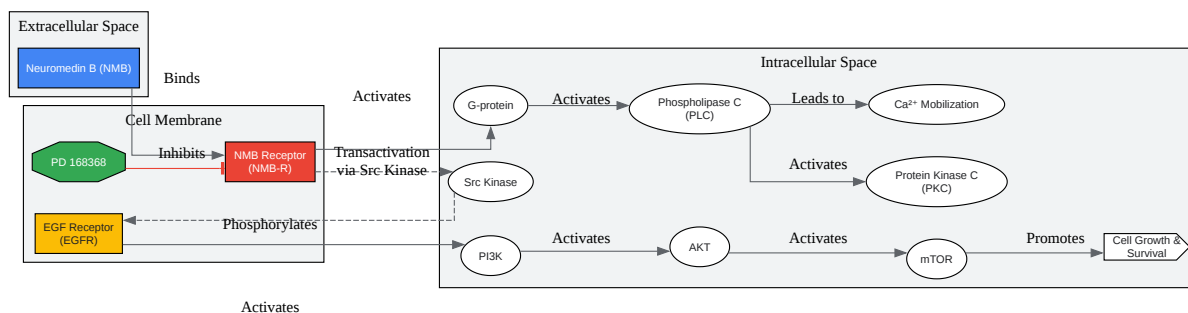 Extracellular Space
Neuromedin B (NMB)
Binds
Activates
Intracellular Space
G-protein
Activates
Phospholipase C
(PLC)
Leads to
Ca²⁺ Mobilization
Cell Membrane
PD 168368
Inhibits
NMB Receptor
(NMB-R)
Transactivation
via Src Kinase
Src Kinase
Activates
Protein Kinase C
(PKC)
EGF Receptor
(EGFR)
Phosphorylates
PI3K
Activates
AKT
Activates
mTOR
Promotes
Cell Growth &
Survival
Activates